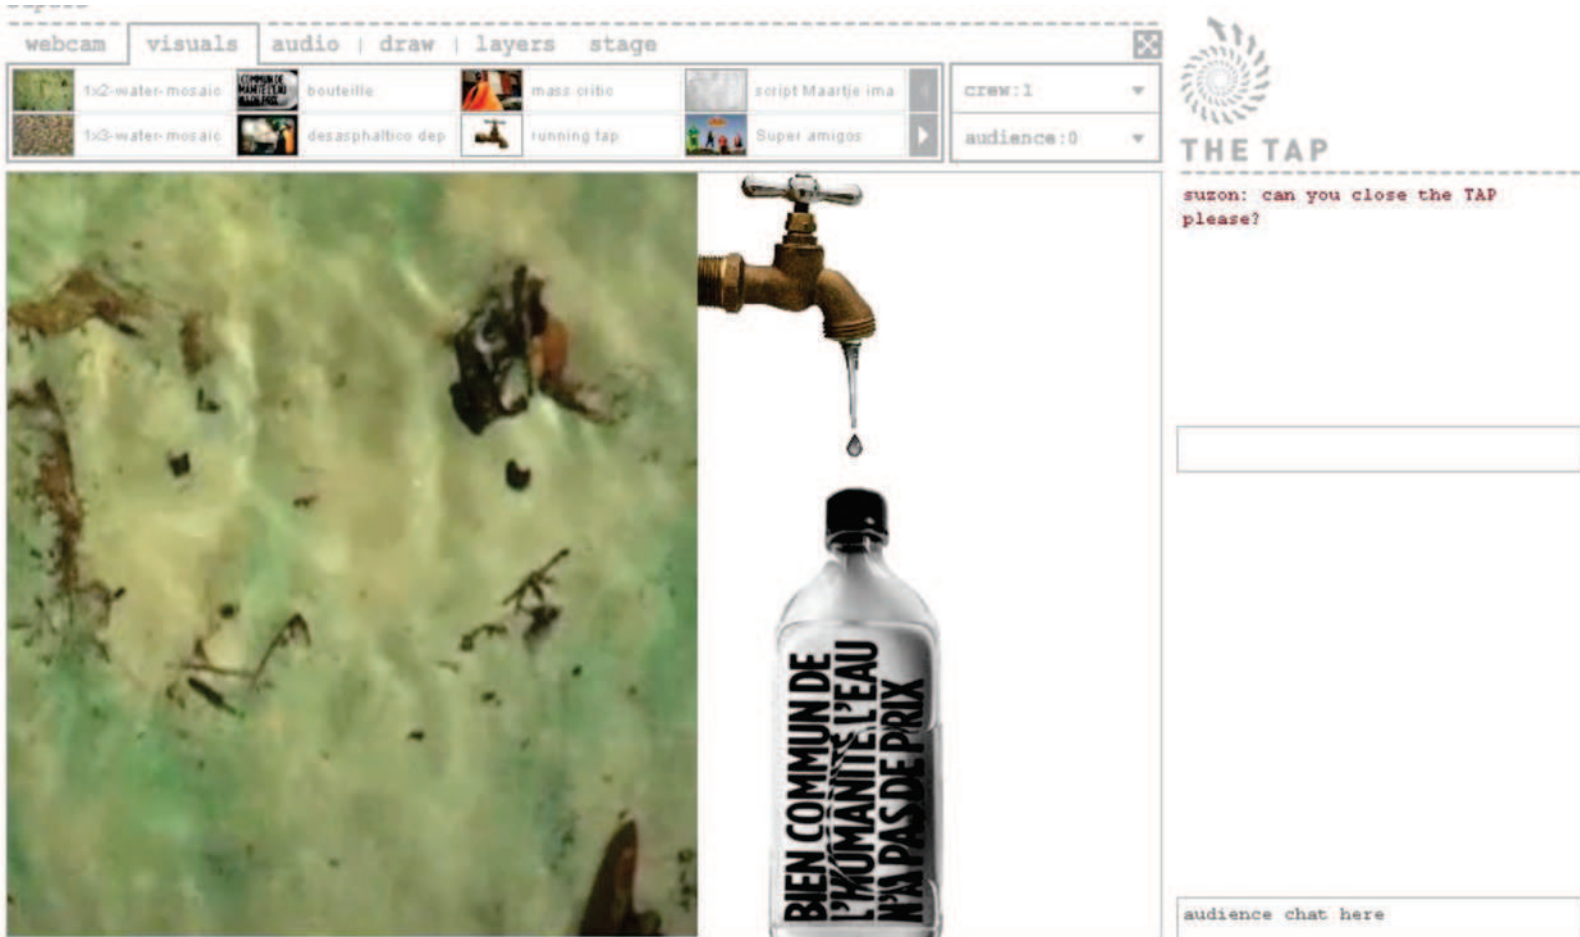 webcam
visuals
audio | draw | layers stage
1x2-water-mosaic
bouteille
mass critic
script Maartje ima
1x3-water-mosaic
desasphaltico dep
running tap
Super amigos
crew:1
audience:0
THE TAP
suzon: can you close the TAP
please?
BIEN COMMUN DE
L'HUMANITÉ L'EAU
N'A PAS DE PRIX
audience chat here